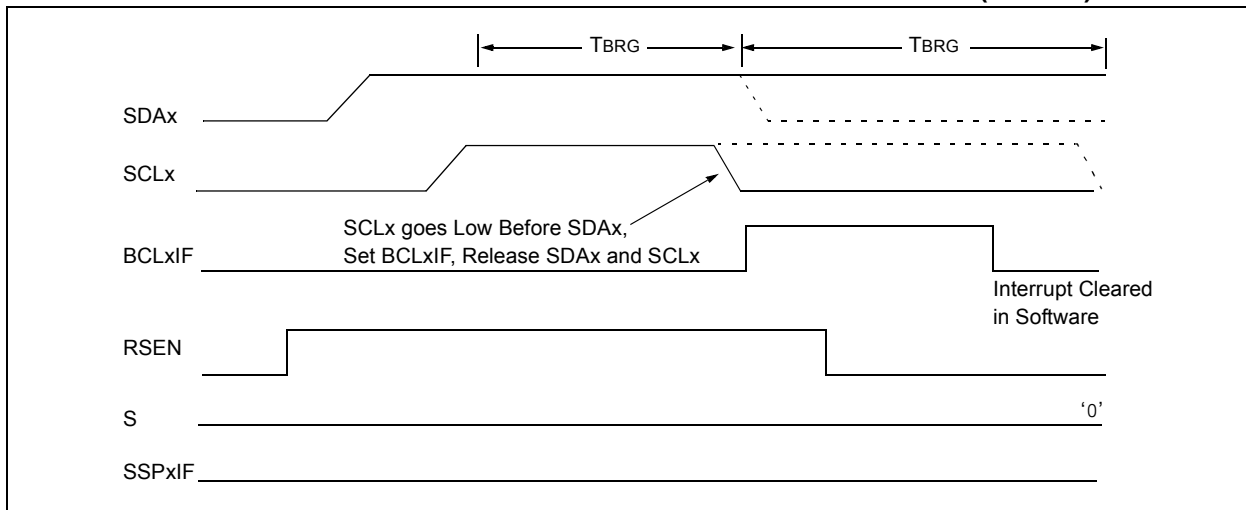 TBRG TBRG
SDAx
SCLx
SCLx goes Low Before SDAx,
Set BCLxIF, Release SDAx and SCLx
BCLxIF
Interrupt Cleared
in Software
RSEN
S
‘0’
SSPxIF